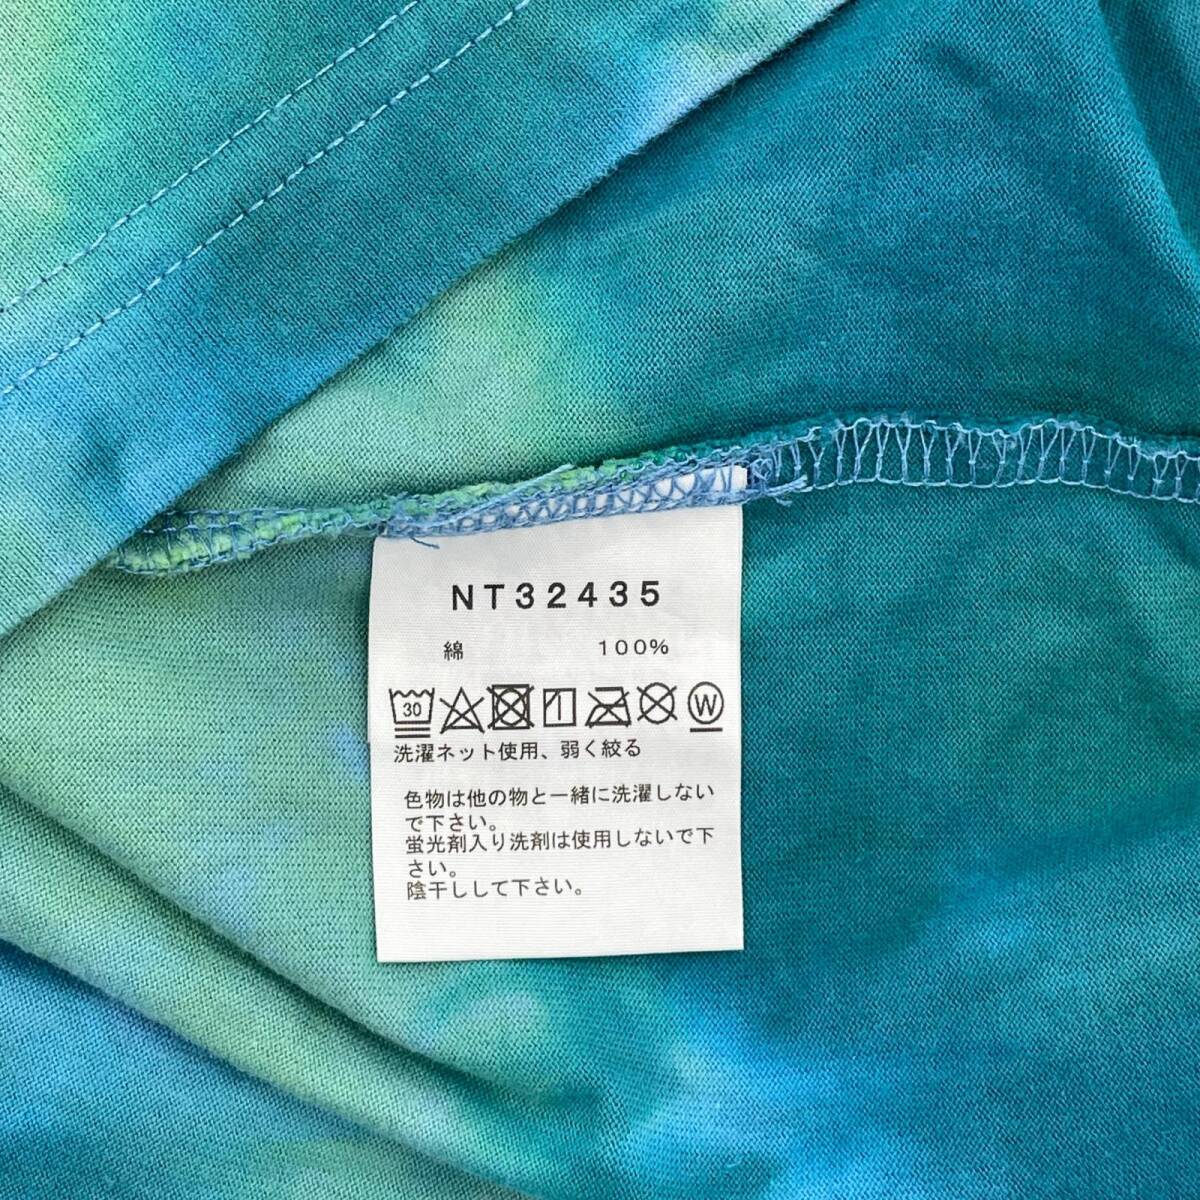 NT32435
綿 100%
30 W
洗濯ネット使用、弱く絞る
色物は他の物と一緒に洗濯しない
で下さい。
蛍光剤入り洗剤は使用しないで下
さい。
陰干しして下さい。